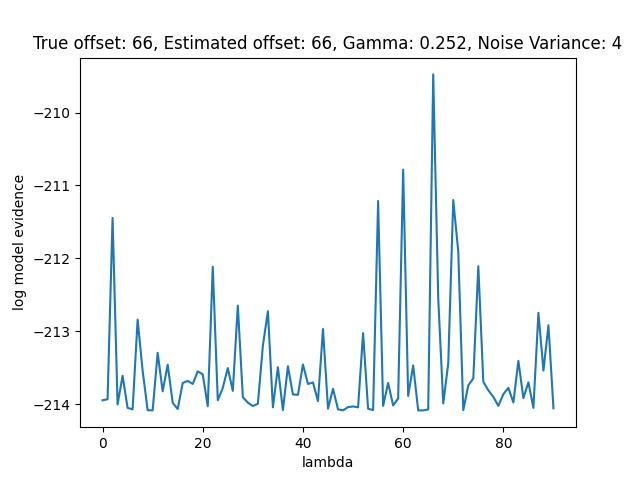 True offset: 66, Estimated offset: 66, Gamma: 0.252, Noise Variance: 4
log model evidence
−210
−211
−212
−213
−214
0 20 40 60 80
lambda